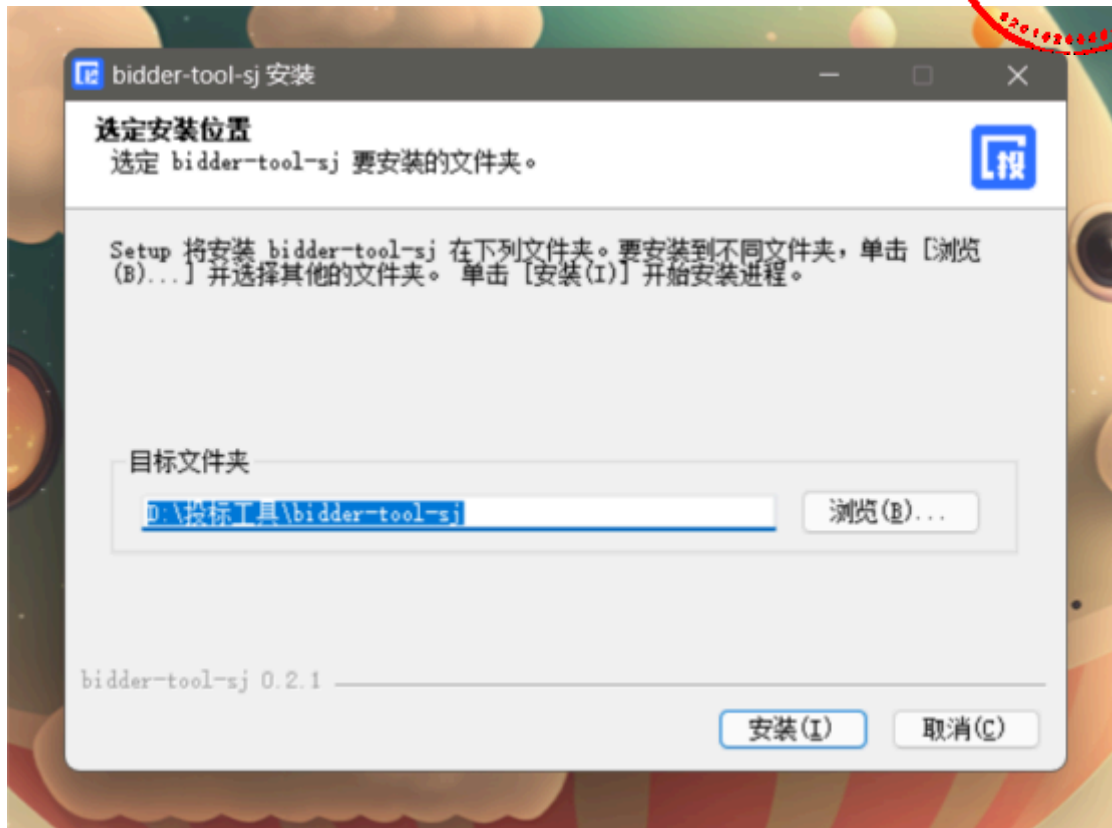 投 bidder-tool-sj 安装
选定安装位置
选定 bidder-tool-sj 要安装的文件夹。
投
Setup 将安装 bidder-tool-sj 在下列文件夹。要安装到不同文件夹，单击 [浏览
(B)...] 并选择其他的文件夹。 单击 [安装(I)] 开始安装进程。
目标文件夹
D:\投标工具\bidder-tool-sj
浏览(B)...
bidder-tool-sj 0.2.1
安装(I)
取消(C)